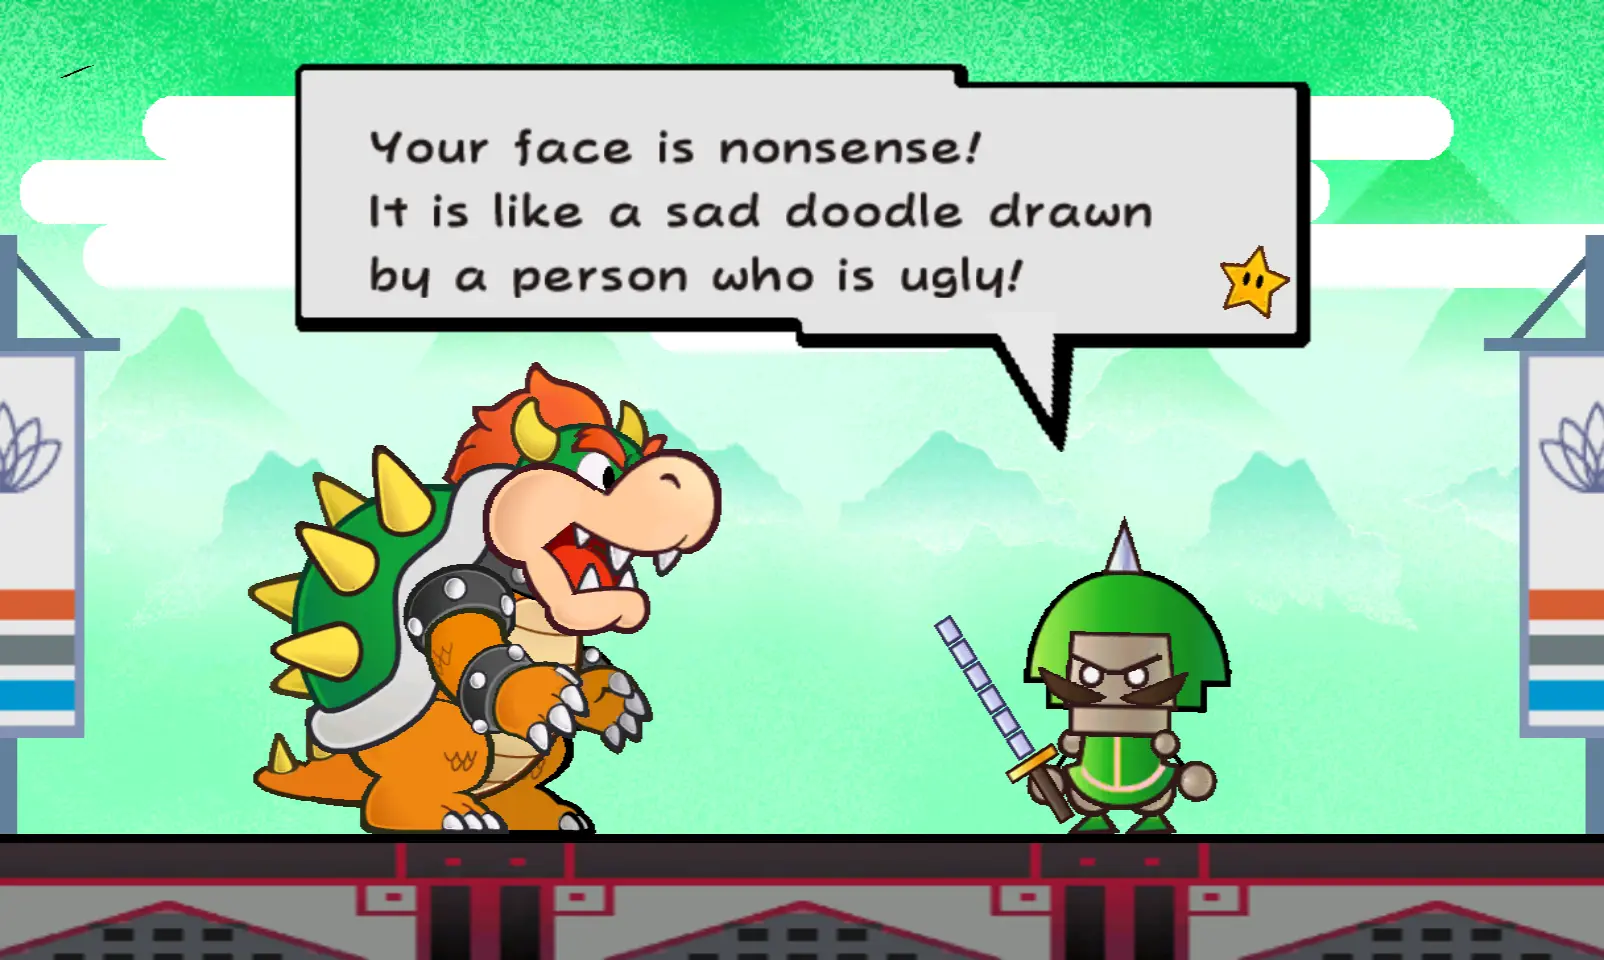 Your face is nonsense!
It is like a sad doodle drawn
by a person who is ugly!